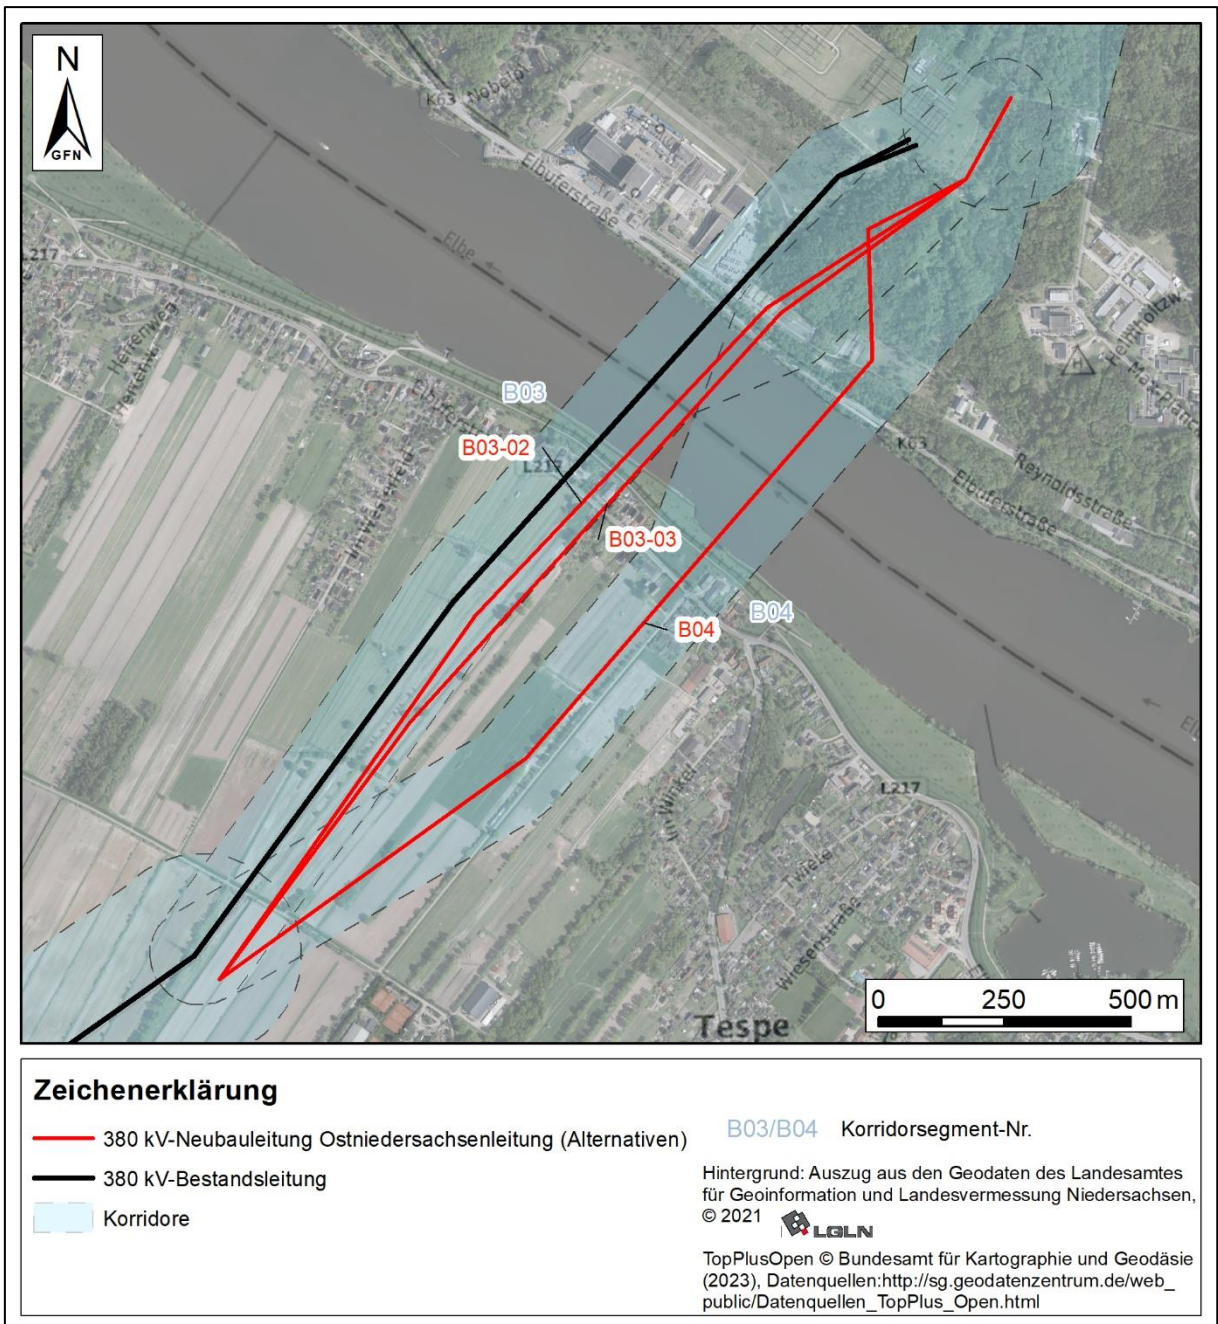 N
GFN
K63
Nobelpl
Elbuferstraße
L217
Elbe
Herrenweg
Helmholtzw
Max-Planck
B03
B03-02
L217
K63
Reynoldsstraße
Elbuferstraße
Im Westerfeld
B03-03
B04
B04
Im Winkel
L217
Twiete
Wiesenstraße
Tespe
0 250 500 m
Zeichenerklärung
380 kV-Neubauleitung Ostniedersachsenleitung (Alternativen)
380 kV-Bestandsleitung
Korridore
B03/B04 Korridorsegment-Nr.
Hintergrund: Auszug aus den Geodaten des Landesamtes
für Geoinformation und Landesvermessung Niedersachsen,
© 2021 LGLN
TopPlusOpen © Bundesamt für Kartographie und Geodäsie
(2023), Datenquellen:http://sg.geodatenzentrum.de/web_
public/Datenquellen_TopPlus_Open.html